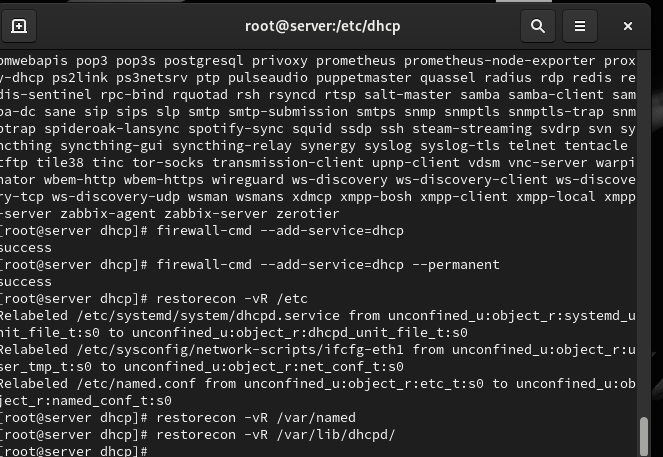 root@server:/etc/dhcp
omwebapis pop3 pop3s postgresql privoxy prometheus prometheus-node-exporter prox
y-dhcp ps2link ps3netsrv ptp pulseaudio puppetmaster quassel radius rdp redis re
dis-sentinel rpc-bind rquotad rsh rsyncd rtsp salt-master samba samba-client sam
ba-dc sane sip sips slp smtp smtp-submission smtps snmp snmptls snmptls-trap snm
ptrap spideroak-lansync spotify-sync squid ssdp ssh steam-streaming svdrp svn sy
ncthing syncthing-gui syncthing-relay synergy syslog syslog-tls telnet tentacle
tftp tile38 tinc tor-socks transmission-client upnp-client vdsm vnc-server warpi
nator wbem-http wbem-https wireguard ws-discovery ws-discovery-client ws-discove
ry-tcp ws-discovery-udp wsman wsmans xdmcp xmpp-bosh xmpp-client xmpp-local xmpp
-server zabbix-agent zabbix-server zerotier
[root@server dhcp]# firewall-cmd --add-service=dhcp
success
[root@server dhcp]# firewall-cmd --add-service=dhcp --permanent
success
[root@server dhcp]# restorecon -vR /etc
Relabeled /etc/systemd/system/dhcpd.service from unconfined_u:object_r:systemd_u
nit_file_t:s0 to unconfined_u:object_r:dhcpd_unit_file_t:s0
Relabeled /etc/sysconfig/network-scripts/ifcfg-eth1 from unconfined_u:object_r:u
ser_tmp_t:s0 to unconfined_u:object_r:net_conf_t:s0
Relabeled /etc/named.conf from unconfined_u:object_r:etc_t:s0 to unconfined_u:ob
ject_r:named_conf_t:s0
[root@server dhcp]# restorecon -vR /var/named
[root@server dhcp]# restorecon -vR /var/lib/dhcpd/
[root@server dhcp]#